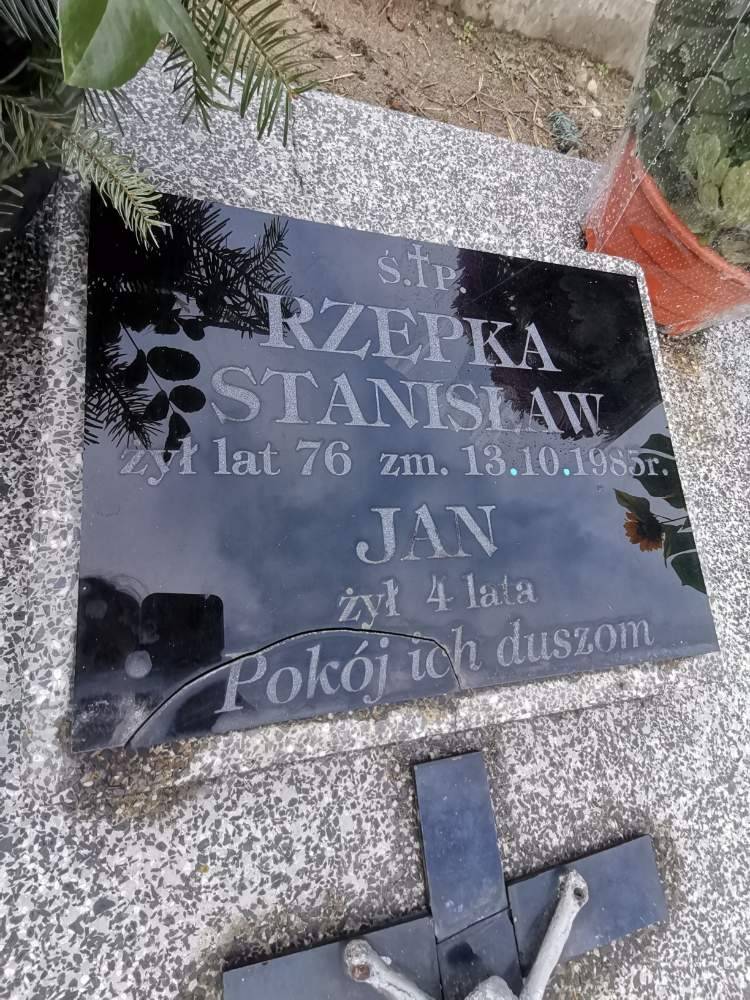 Ś.†P.
RZEPKA
STANISŁAW
żył lat 76 zm. 13.10.1985r.
JAN
żył 4 lata
Pokój ich duszom